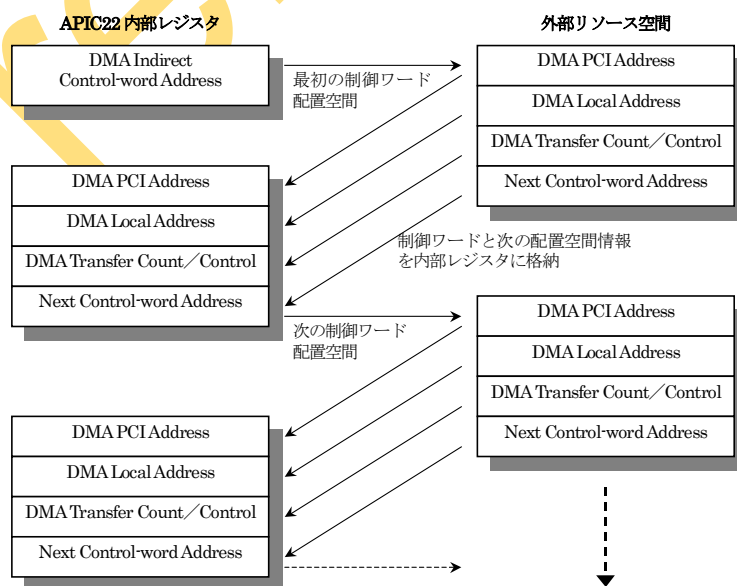 APIC22 内部レジスタ
外部リソース空間
DMA Indirect
Control-word Address
最初の制御ワード
配置空間
DMA PCI Address
DMA Local Address
DMA Transfer Count／Control
Next Control-word Address
DMA PCI Address
DMA Local Address
DMA Transfer Count／Control
Next Control-word Address
制御ワードと次の配置空間情報
を内部レジスタに格納
次の制御ワード
配置空間
DMA PCI Address
DMA Local Address
DMA Transfer Count／Control
Next Control-word Address
DMA PCI Address
DMA Local Address
DMA Transfer Count／Control
Next Control-word Address